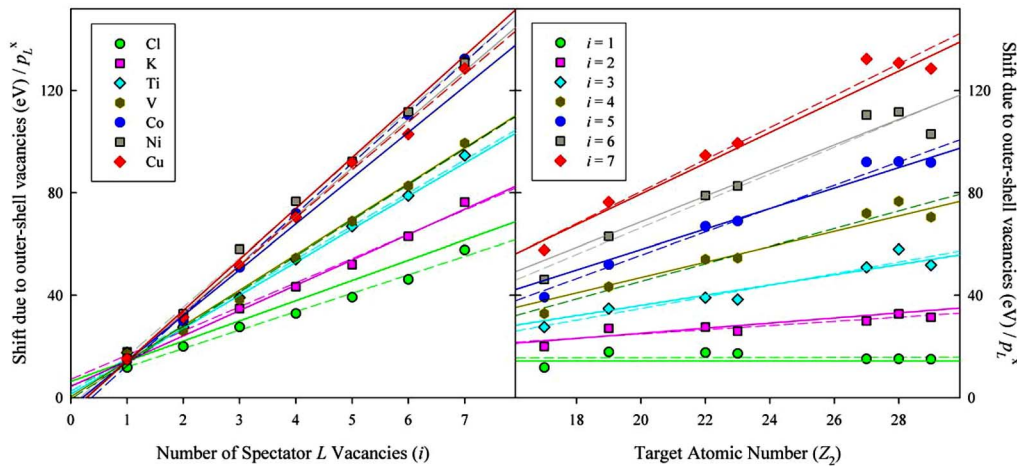 Shift due to outer-shell vacancies (eV) / p_L^x
120
80
40
0
Cl
K
Ti
V
Co
Ni
Cu
1
2
3
4
5
6
7
Number of Spectator L Vacancies (i)
i = 1
i = 2
i = 3
i = 4
i = 5
i = 6
i = 7
18
20
22
24
26
28
Target Atomic Number (Z₂)
120
80
40
0
Shift due to outer-shell vacancies (eV) / p_L^x